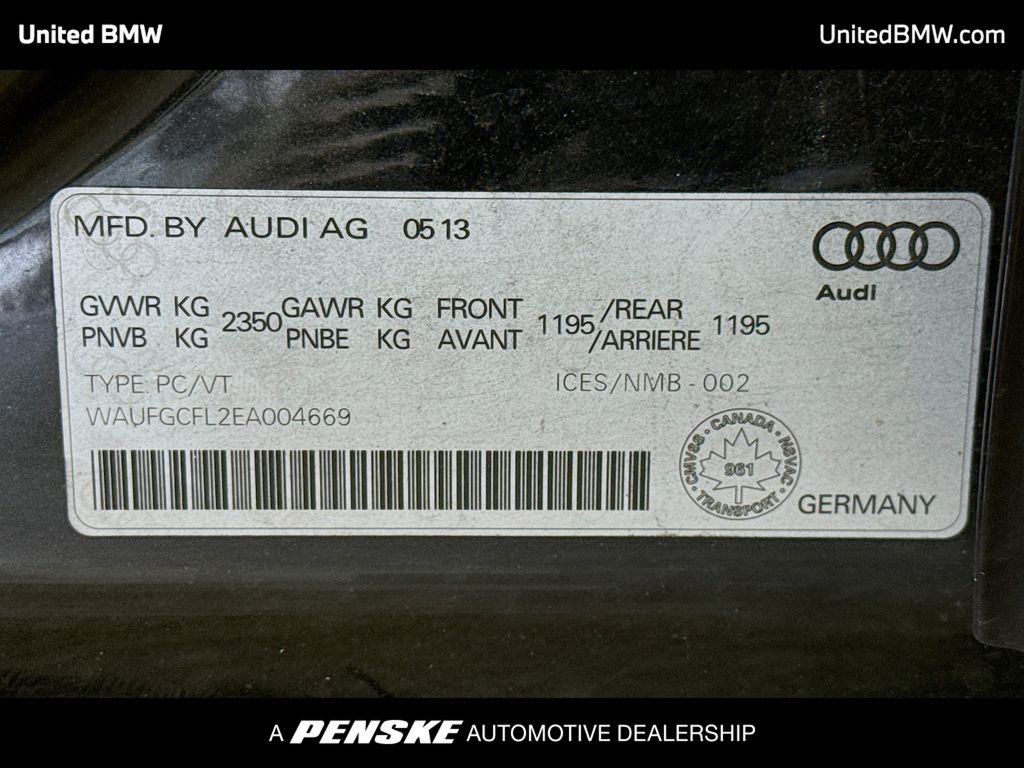 United BMW
UnitedBMW.com
MFD. BY AUDI AG 05 13
Audi
GVWR KG 2350 GAWR KG FRONT 1195 /REAR 1195
PNVB KG PNBE KG AVANT /ARRIERE
TYPE PC/VT ICES/NMB - 002
WAUFGCFL2EA004669
CANADA · NSVAC · TRANSPORT · CMVSS ·
961
GERMANY
A PENSKE AUTOMOTIVE DEALERSHIP